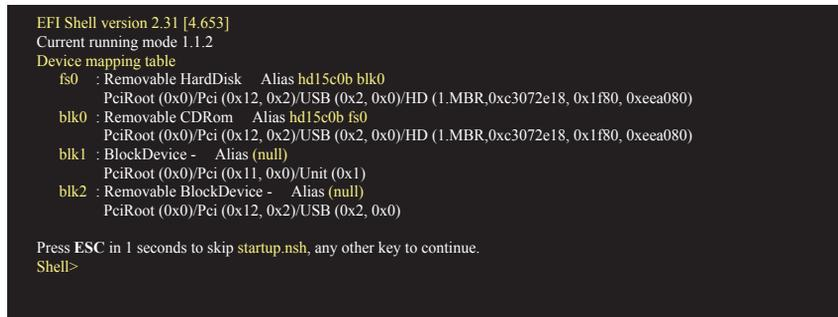 EFI Shell version 2.31 [4.653]
Current running mode 1.1.2
Device mapping table
fs0 : Removable HardDisk Alias hd15c0b blk0
PciRoot (0x0)/Pci (0x12, 0x2)/USB (0x2, 0x0)/HD (1.MBR,0xc3072e18, 0x1f80, 0xeea080)
blk0 : Removable CDRom Alias hd15c0b fs0
PciRoot (0x0)/Pci (0x12, 0x2)/USB (0x2, 0x0)/HD (1.MBR,0xc3072e18, 0x1f80, 0xeea080)
blk1 : BlockDevice - Alias (null)
PciRoot (0x0)/Pci (0x11, 0x0)/Unit (0x1)
blk2 : Removable BlockDevice - Alias (null)
PciRoot (0x0)/Pci (0x12, 0x2)/USB (0x2, 0x0)
Press ESC in 1 seconds to skip startup.nsh, any other key to continue.
Shell>